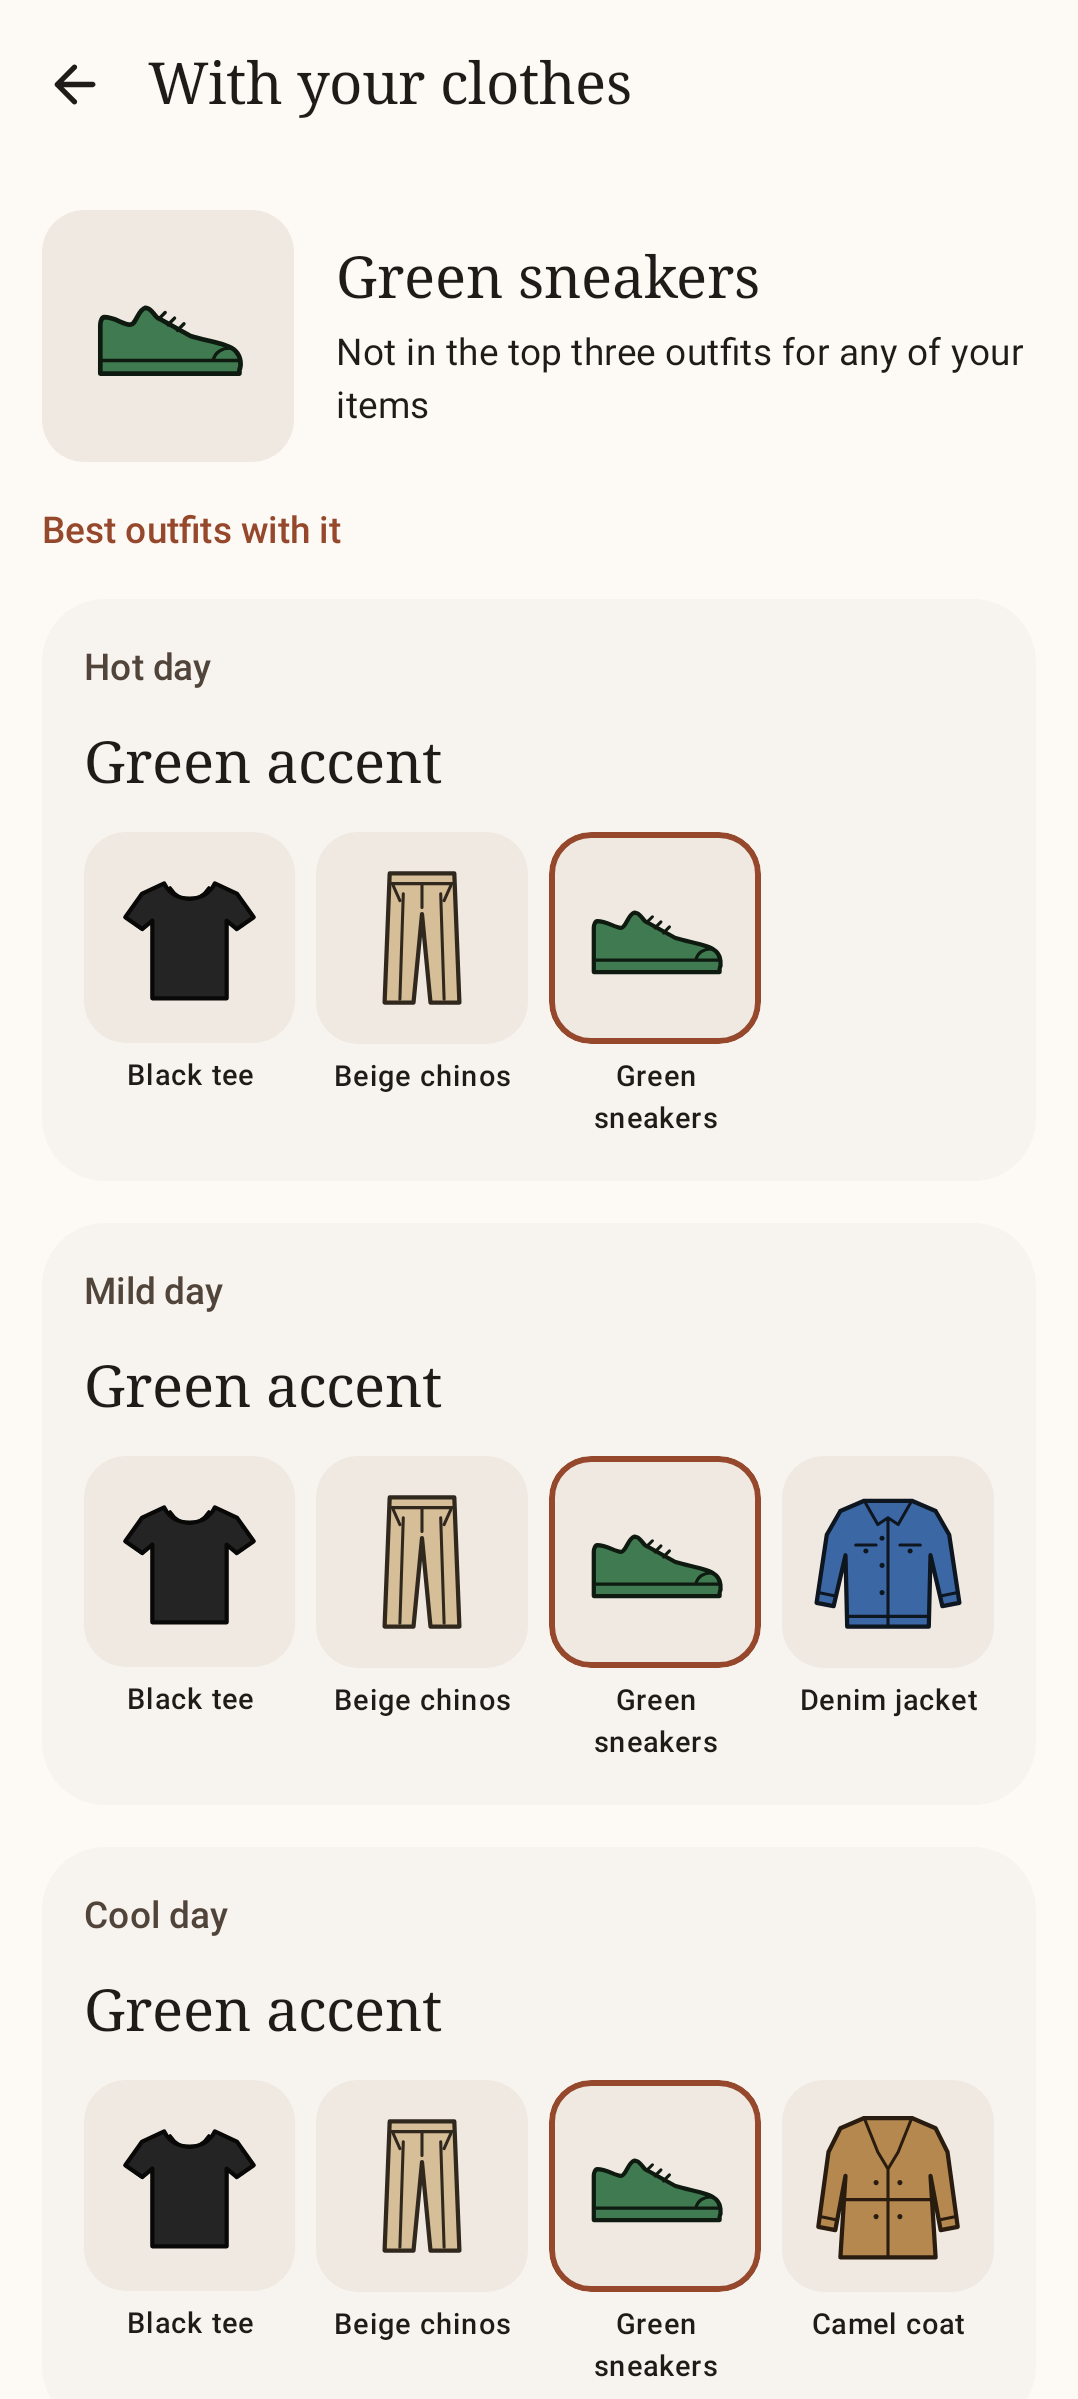 With your clothes
Green sneakers
Not in the top three outfits for any of your
items
Best outfits with it
Hot day
Green accent
Black tee
Beige chinos
Green
sneakers
Mild day
Green accent
Black tee
Beige chinos
Green
sneakers
Denim jacket
Cool day
Green accent
Black tee
Beige chinos
Green
sneakers
Camel coat